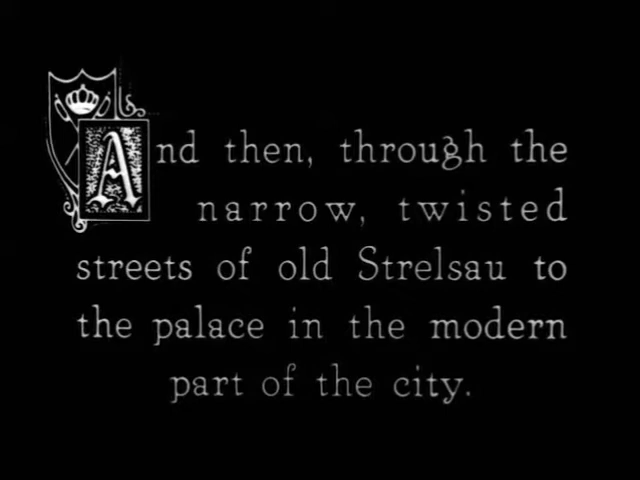 And then, through the
narrow, twisted
streets of old Strelsau to
the palace in the modern
part of the city.